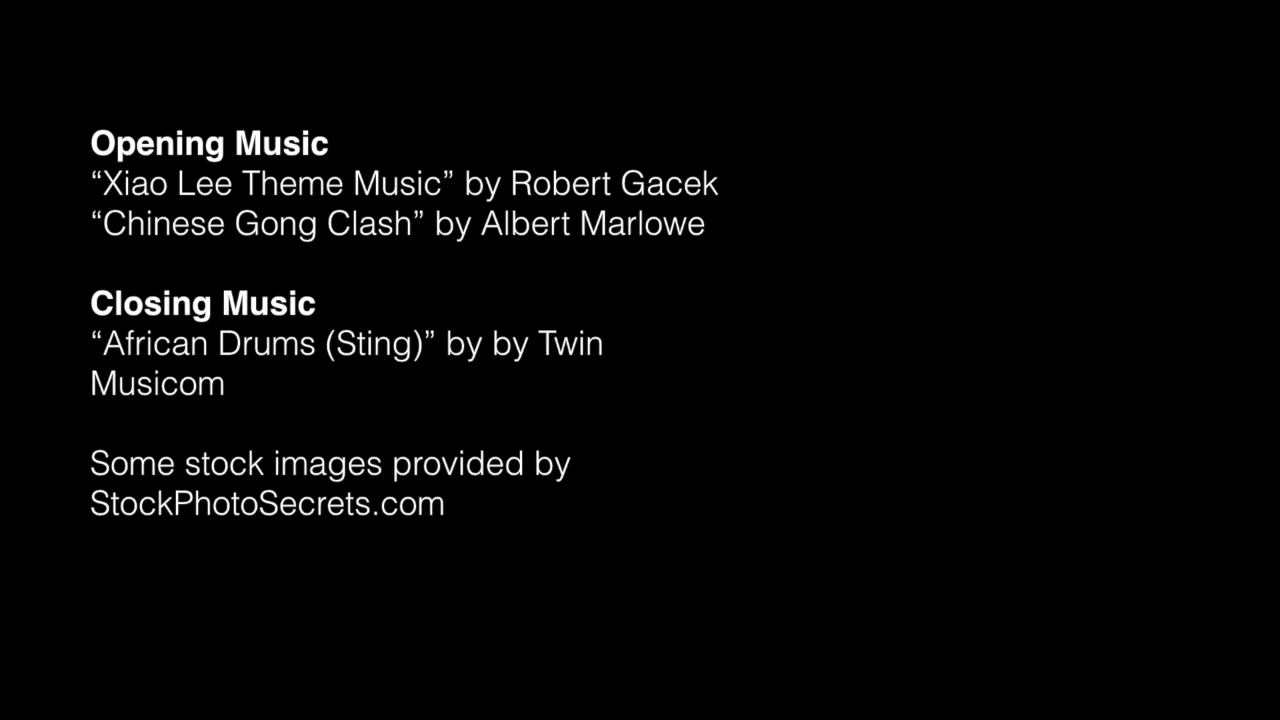 Opening Music
“Xiao Lee Theme Music” by Robert Gacek
“Chinese Gong Clash” by Albert Marlowe
Closing Music
“African Drums (Sting)” by by Twin
Musicom
Some stock images provided by
StockPhotoSecrets.com